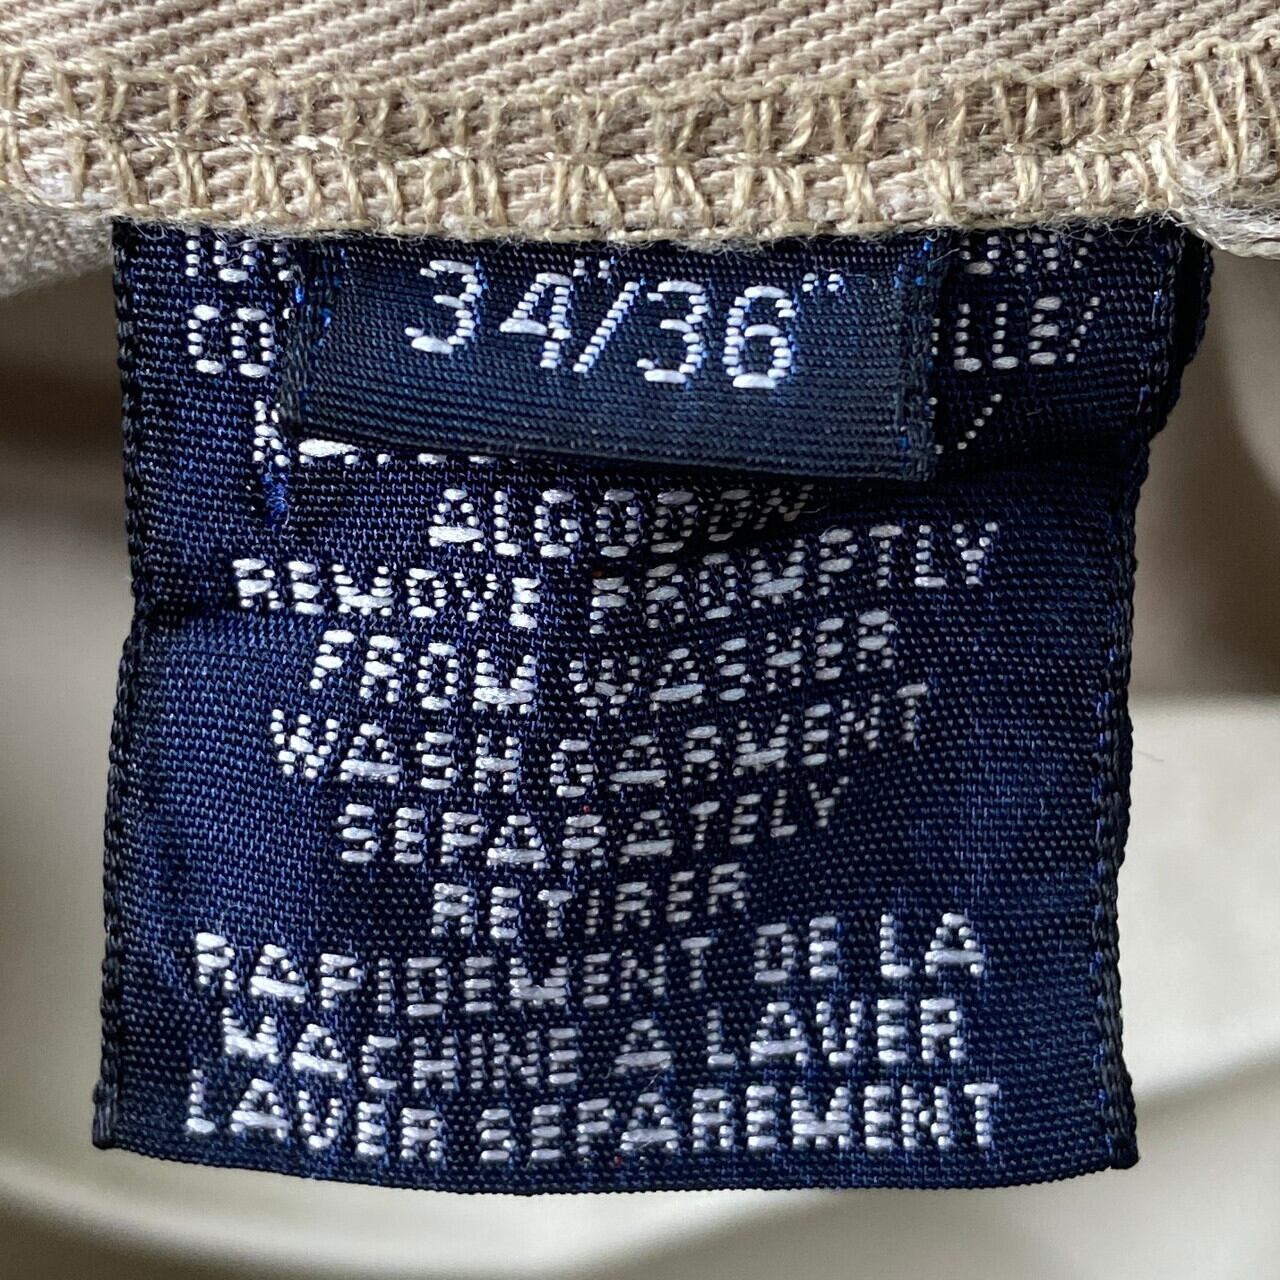 34"/36"
ALGODON
REMOVE PROMPTLY
FROM WASHER
WASH GARMENT
SEPARATELY
RETIRER
RAPIDEMENT DE LA
MACHINE A LAVER
LAVER SEPAREMENT